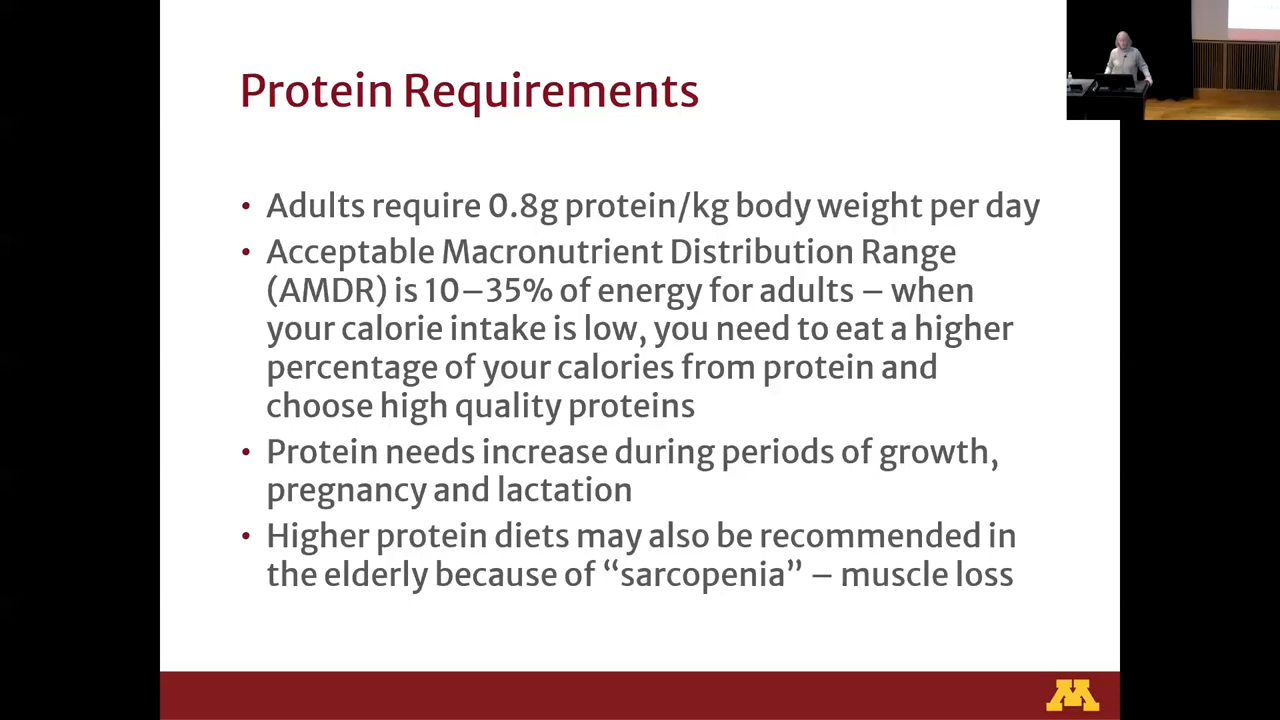 Protein Requirements
• Adults require 0.8g protein/kg body weight per day
• Acceptable Macronutrient Distribution Range
(AMDR) is 10–35% of energy for adults – when
your calorie intake is low, you need to eat a higher
percentage of your calories from protein and
choose high quality proteins
• Protein needs increase during periods of growth,
pregnancy and lactation
• Higher protein diets may also be recommended in
the elderly because of “sarcopenia” – muscle loss
M